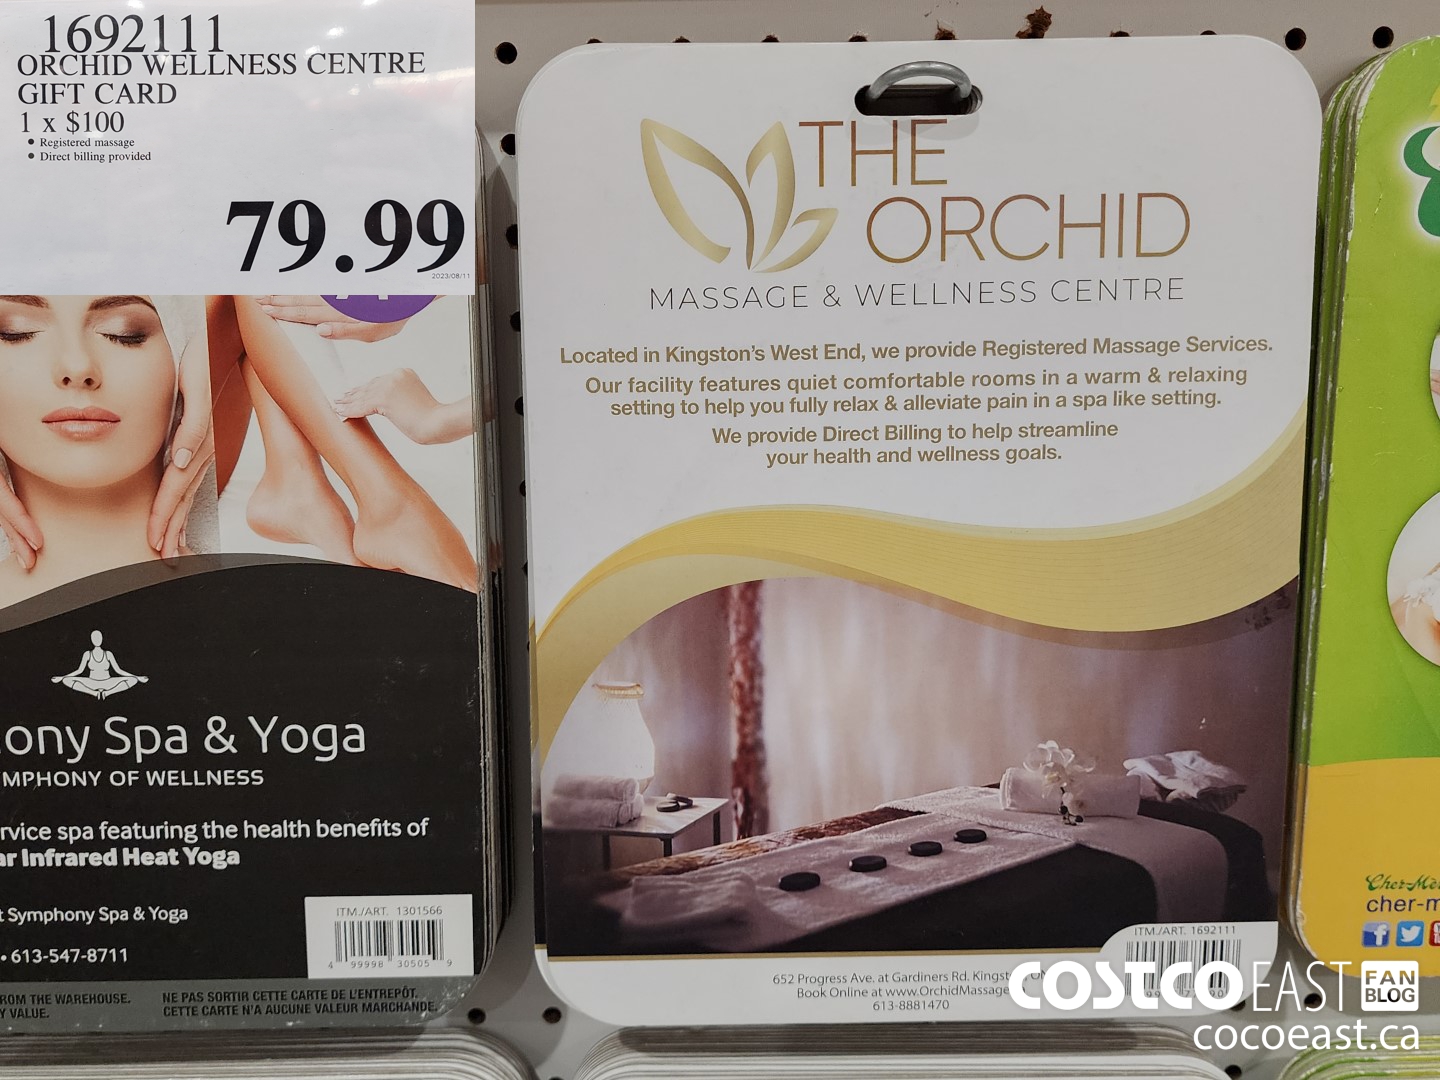 1692111
ORCHID WELLNESS CENTRE
GIFT CARD
1 x $100
• Registered massage
• Direct billing provided
79.99
2023/08/11
THE
ORCHID
MASSAGE & WELLNESS CENTRE
Located in Kingston's West End, we provide Registered Massage Services.
Our facility features quiet comfortable rooms in a warm & relaxing
setting to help you fully relax & alleviate pain in a spa like setting.
We provide Direct Billing to help streamline
your health and wellness goals.
ITM./ART. 1692111
652 Progress Ave. at Gardiners Rd. Kingst
Book Online at www.OrchidMassage
613-8881470
ony Spa & Yoga
MPHONY OF WELLNESS
rvice spa featuring the health benefits of
ar Infrared Heat Yoga
t Symphony Spa & Yoga
• 613-547-8711
ITM./ART. 1301566
4 99998 30505 9
ROM THE WAREHOUSE.
Y VALUE.
NE PAS SORTIR CETTE CARTE DE L'ENTREPÔT.
CETTE CARTE N'A AUCUNE VALEUR MARCHANDE.
cher-m
COSTCO EAST FAN BLOG
cocoeast.ca